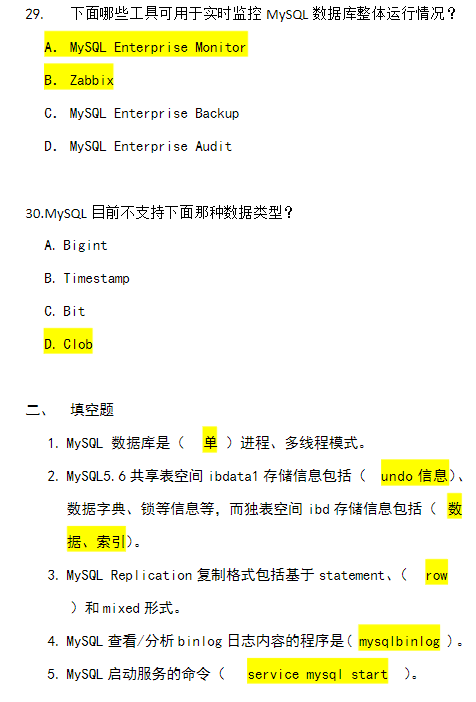 29. 下面哪些工具可用于实时监控 MySQL 数据库整体运行情况？
A. MySQL Enterprise Monitor
B. Zabbix
C. MySQL Enterprise Backup
D. MySQL Enterprise Audit
30.MySQL 目前不支持下面那种数据类型？
A. Bigint
B. Timestamp
C. Bit
D. Clob
二、 填空题
1. MySQL 数据库是（ 单 ）进程、多线程模式。
2. MySQL5.6 共享表空间 ibdata1 存储信息包括（ undo 信息）、
数据字典、锁等信息等，而独表空间 ibd 存储信息包括（ 数
据、索引）。
3. MySQL Replication 复制格式包括基于 statement、（ row
）和 mixed 形式。
4. MySQL 查看/分析 binlog 日志内容的程序是( mysqlbinlog )。
5. MySQL 启动服务的命令（ service mysql start ）。